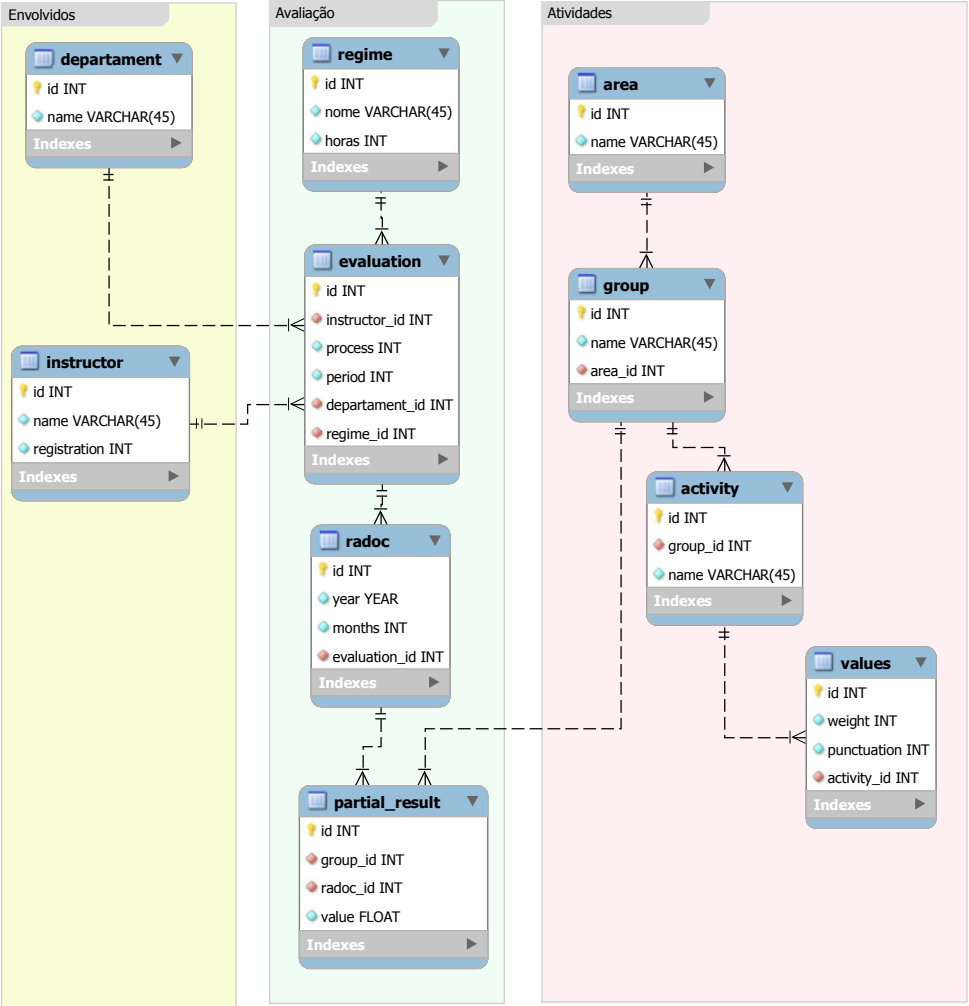 Envolvidos
departament
id INT
name VARCHAR(45)
Indexes
instructor
id INT
name VARCHAR(45)
registration INT
Indexes
Avaliação
regime
id INT
nome VARCHAR(45)
horas INT
Indexes
evaluation
id INT
instructor_id INT
process INT
period INT
departament_id INT
regime_id INT
Indexes
radoc
id INT
year YEAR
months INT
evaluation_id INT
Indexes
partial_result
id INT
group_id INT
radoc_id INT
value FLOAT
Indexes
Atividades
area
id INT
name VARCHAR(45)
Indexes
group
id INT
name VARCHAR(45)
area_id INT
Indexes
activity
id INT
group_id INT
name VARCHAR(45)
Indexes
values
id INT
weight INT
punctuation INT
activity_id INT
Indexes